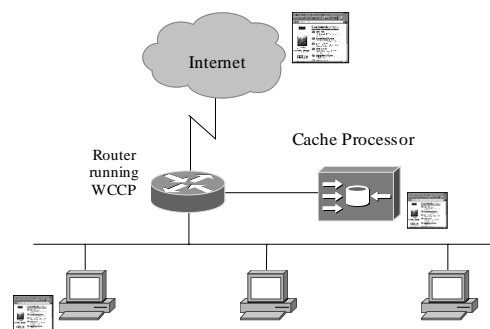 Internet
Cache Processor
Router
running
WCCP